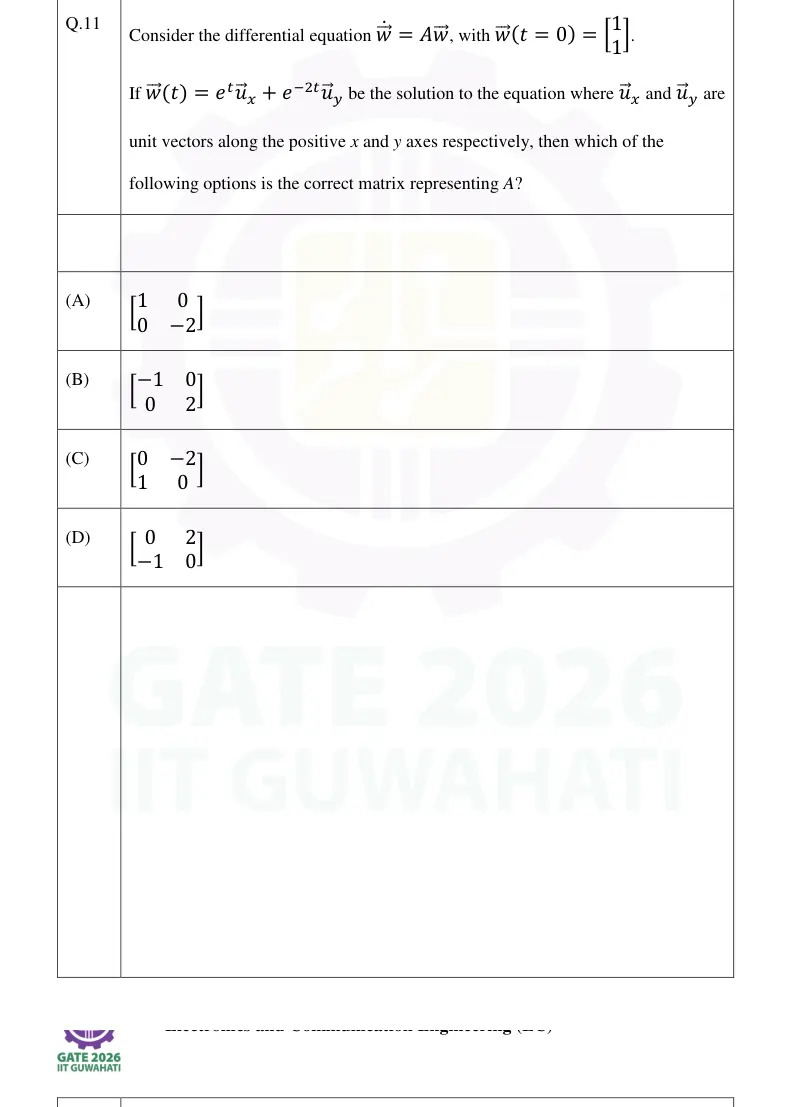 Q.11
Consider the differential equation $\dot{\vec{w}} = A\vec{w}$, with $\vec{w}(t = 0) = \begin{bmatrix} 1 \\ 1 \end{bmatrix}$.
If $\vec{w}(t) = e^{t}\vec{u}_x + e^{-2t}\vec{u}_y$ be the solution to the equation where $\vec{u}_x$ and $\vec{u}_y$ are
unit vectors along the positive x and y axes respectively, then which of the
following options is the correct matrix representing A?
(A) $\begin{bmatrix} 1 & 0 \\ 0 & -2 \end{bmatrix}$
(B) $\begin{bmatrix} -1 & 0 \\ 0 & 2 \end{bmatrix}$
(C) $\begin{bmatrix} 0 & -2 \\ 1 & 0 \end{bmatrix}$
(D) $\begin{bmatrix} 0 & 2 \\ -1 & 0 \end{bmatrix}$
GATE 2026
IIT GUWAHATI
GATE 2026
IIT GUWAHATI